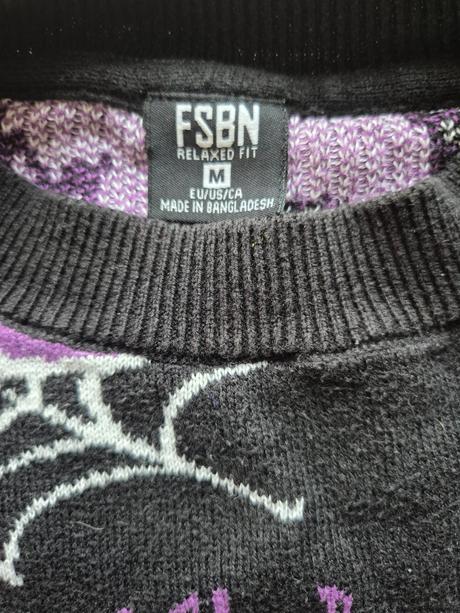 FSBN
RELAXED FIT
M
EU/US/CA
MADE IN BANGLADESH